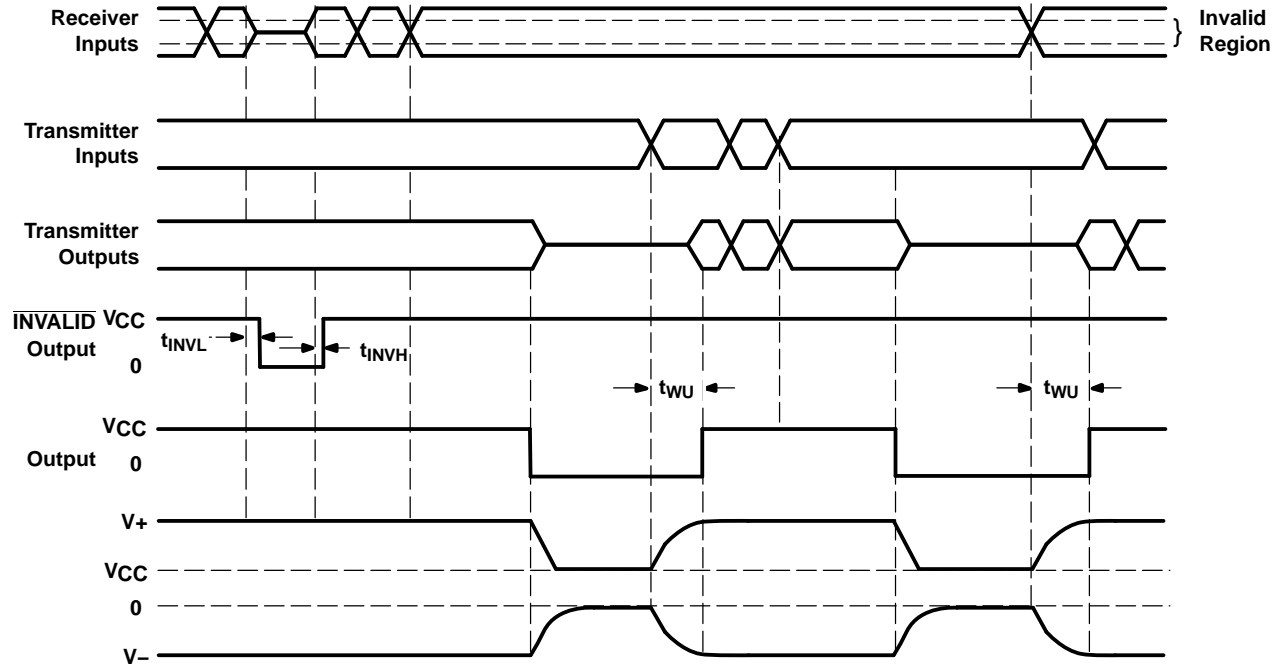 Receiver
Inputs
} Invalid
Region
Transmitter
Inputs
Transmitter
Outputs
INVALID VCC
Output
0
tINVL
tINVH
tWU
tWU
VCC
Output 0
V+
VCC
0
V−